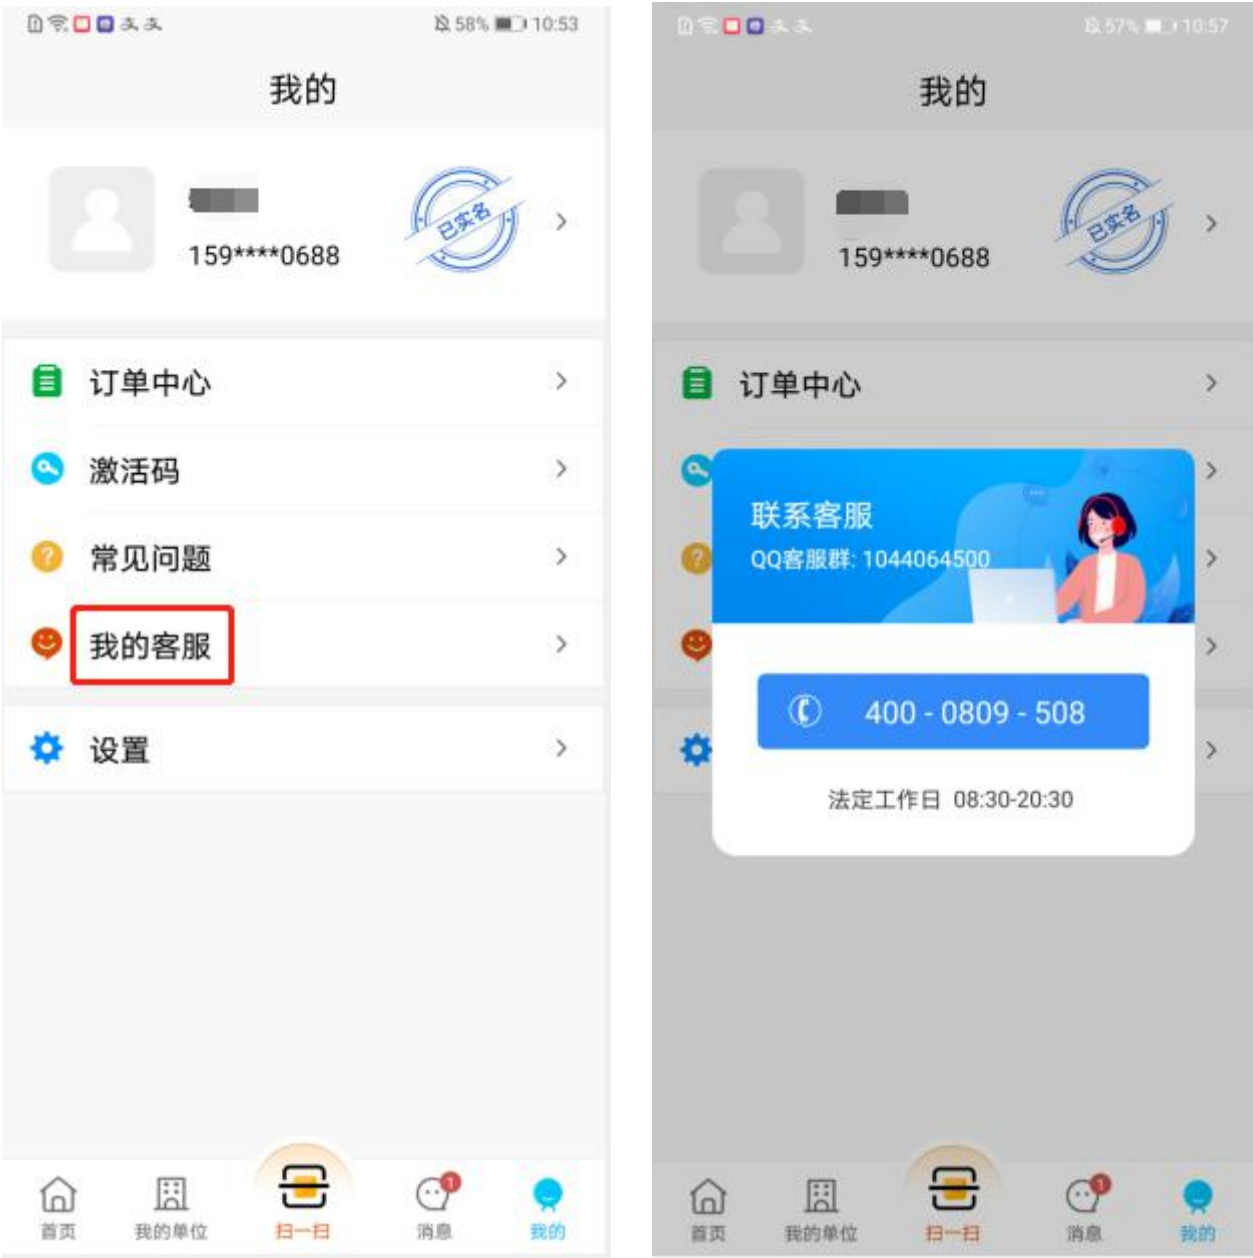 58% 10:53
我的
159****0688
已实名
订单中心
激活码
常见问题
我的客服
设置
首页
我的单位
扫一扫
1
消息
我的
57% 10:57
我的
159****0688
已实名
订单中心
联系客服
QQ客服群: 1044064500
400 - 0809 - 508
法定工作日 08:30-20:30
首页
我的单位
扫一扫
1
消息
我的